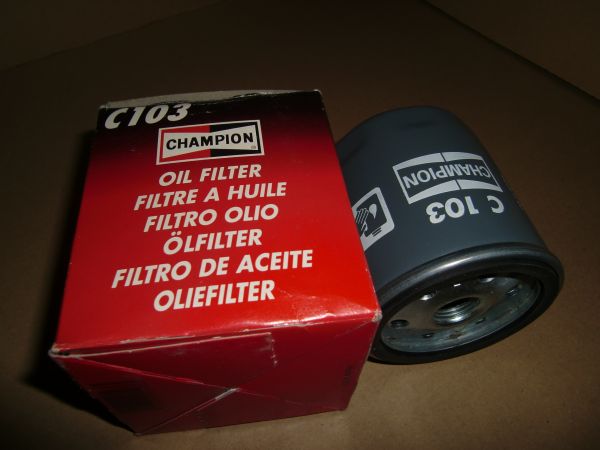 C103
CHAMPION
OIL FILTER
FILTRE A HUILE
FILTRO OLIO
ÖLFILTER
FILTRO DE ACEITE
OLIEFILTER
CHAMPION
C 103